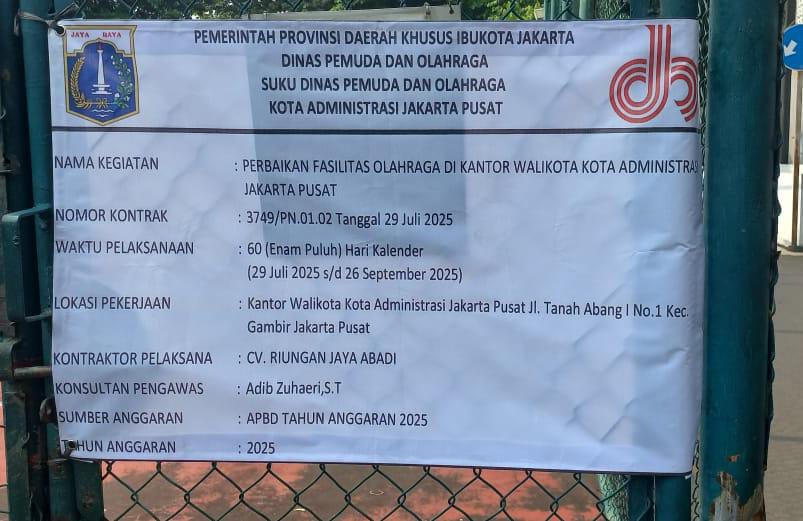 JAYA RAYA
PEMERINTAH PROVINSI DAERAH KHUSUS IBUKOTA JAKARTA
DINAS PEMUDA DAN OLAHRAGA
SUKU DINAS PEMUDA DAN OLAHRAGA
KOTA ADMINISTRASI JAKARTA PUSAT
NAMA KEGIATAN : PERBAIKAN FASILITAS OLAHRAGA DI KANTOR WALIKOTA KOTA ADMINISTRASI
JAKARTA PUSAT
NOMOR KONTRAK : 3749/PN.01.02 Tanggal 29 Juli 2025
WAKTU PELAKSANAAN : 60 (Enam Puluh) Hari Kalender
(29 Juli 2025 s/d 26 September 2025)
LOKASI PEKERJAAN : Kantor Walikota Kota Administrasi Jakarta Pusat Jl. Tanah Abang I No.1 Kec.
Gambir Jakarta Pusat
KONTRAKTOR PELAKSANA : CV. RIUNGAN JAYA ABADI
KONSULTAN PENGAWAS : Adib Zuhaeri,S.T
SUMBER ANGGARAN : APBD TAHUN ANGGARAN 2025
TAHUN ANGGARAN : 2025